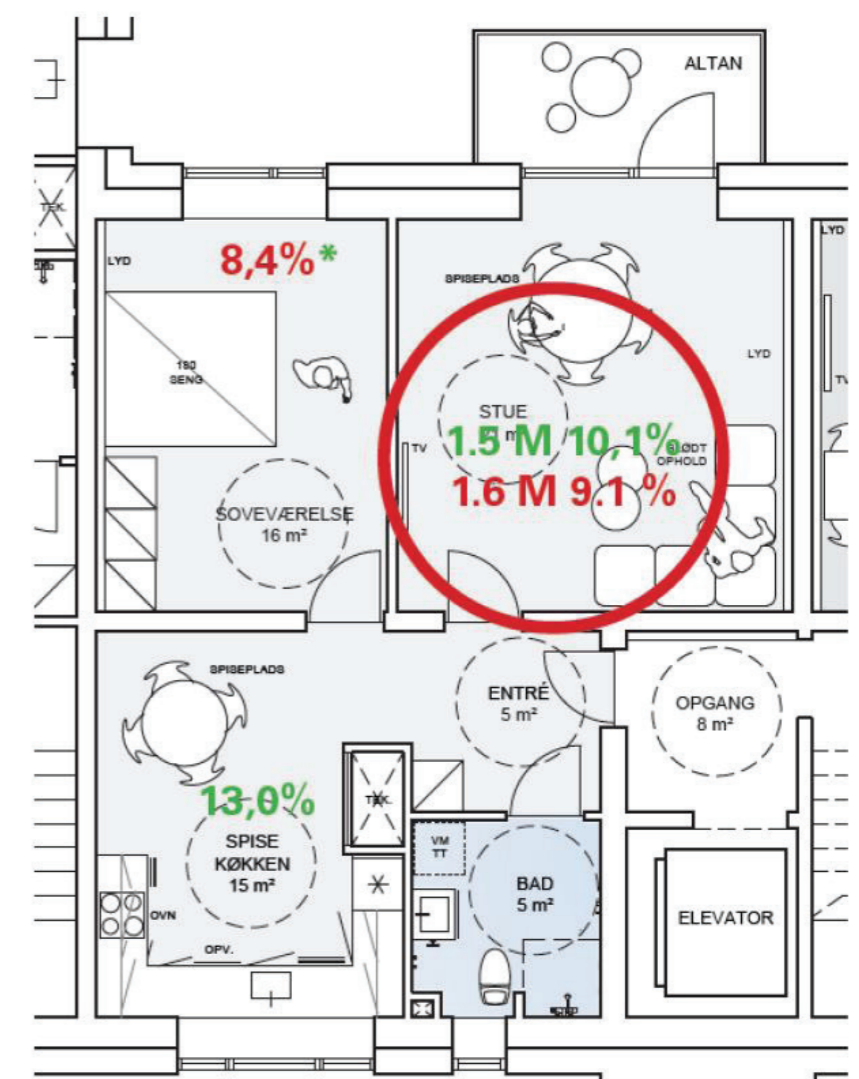 ALTAN
TEK.
LYD
8,4%*
SPISEPLADS
LYD
180
SENG
LYD
STUE
TV
1.5 M 10,1%
BLØDT
OPHOLD
1.6 M 9.1 %
TV
SOVEVÆRELSE
16 m²
SPISEPLADS
ENTRÉ
5 m²
OPGANG
8 m²
13,0%
TEK.
SPISE
KØKKEN
15 m²
VM
TT
BAD
5 m²
OVN
OPV.
ELEVATOR